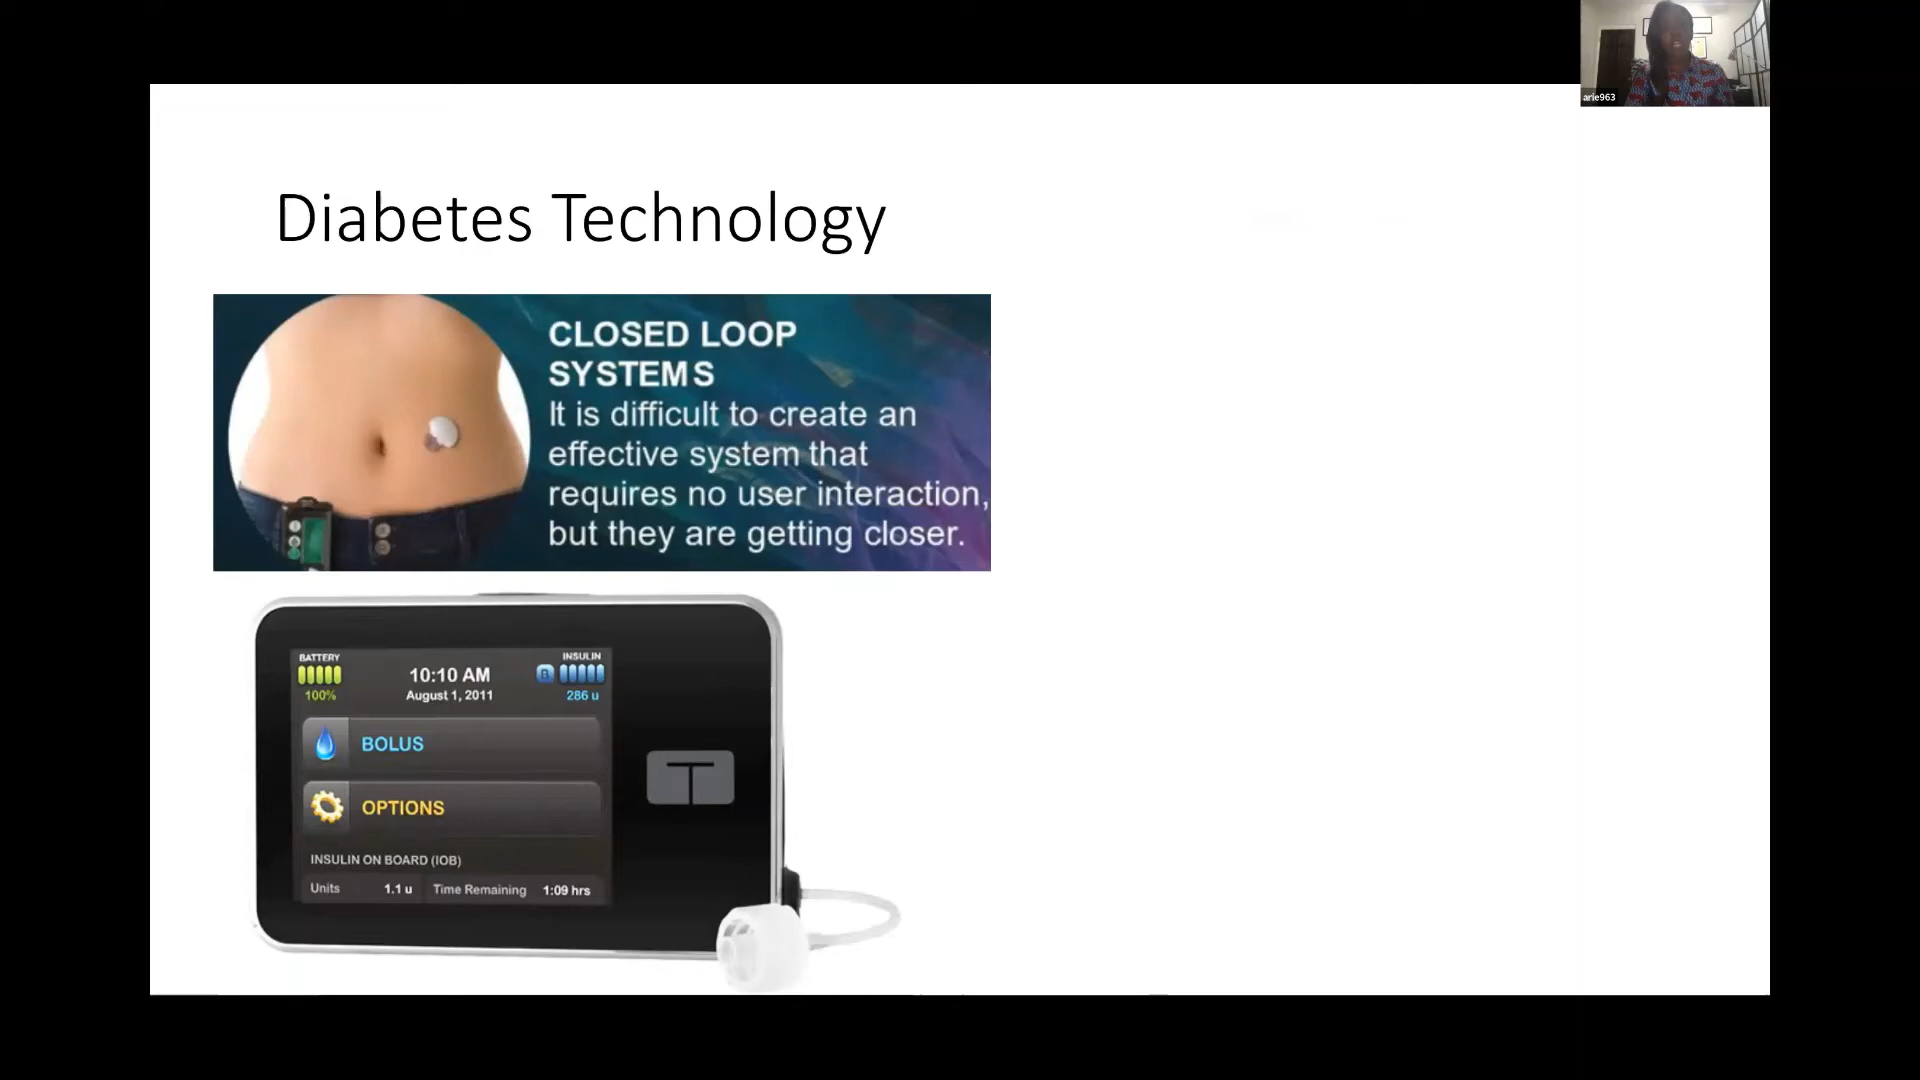 arie963
Diabetes Technology
CLOSED LOOP
SYSTEMS
It is difficult to create an
effective system that
requires no user interaction,
but they are getting closer.
BATTERY
100%
10:10 AM
August 1, 2011
INSULIN
B
286 u
BOLUS
OPTIONS
INSULIN ON BOARD (IOB)
Units 1.1 u Time Remaining 1:09 hrs
T